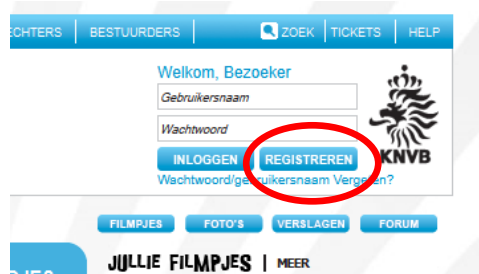 BESTUURDERS ZOEK TICKETS HELP
Welkom, Bezoeker
Gebruikersnaam
Wachtwoord
INLOGGEN REGISTREREN
KNVB
Wachtwoord/gebruikersnaam Vergeten?
FILMPJES FOTO'S VERSLAGEN FORUM
JULLIE FILMPJES | MEER